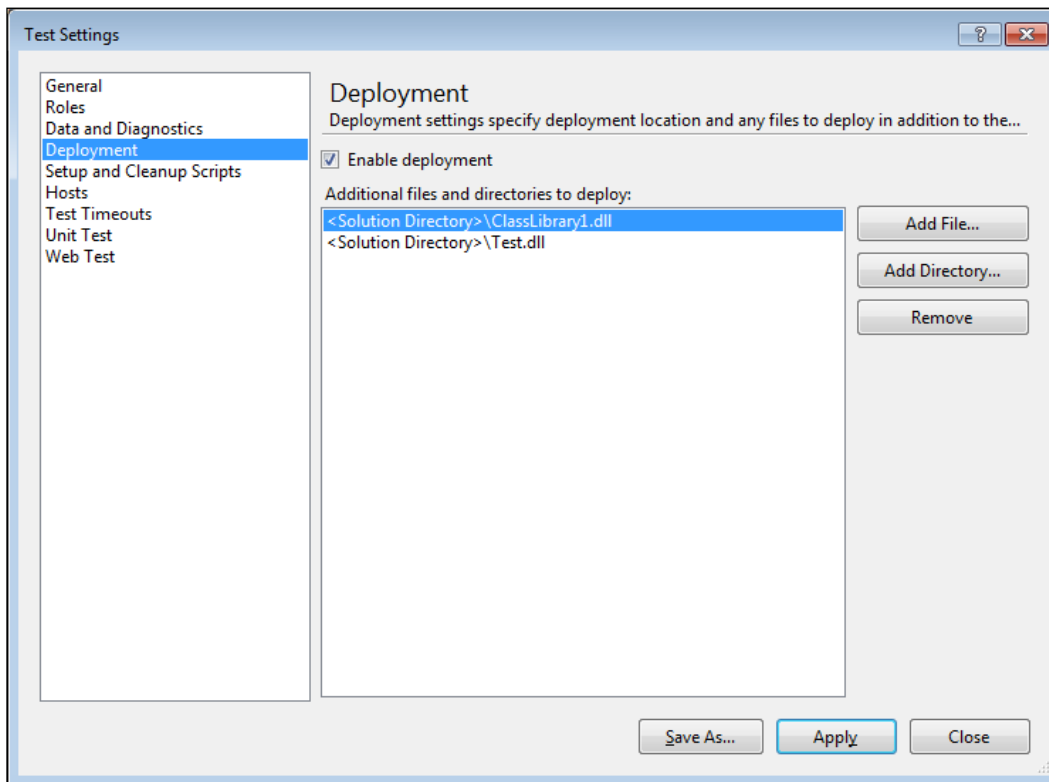 Test Settings
General
Roles
Data and Diagnostics
Deployment
Setup and Cleanup Scripts
Hosts
Test Timeouts
Unit Test
Web Test
Deployment
Deployment settings specify deployment location and any files to deploy in addition to the...
Enable deployment
Additional files and directories to deploy:
<Solution Directory>\ClassLibrary1.dll
<Solution Directory>\Test.dll
Add File...
Add Directory...
Remove
Save As...
Apply
Close